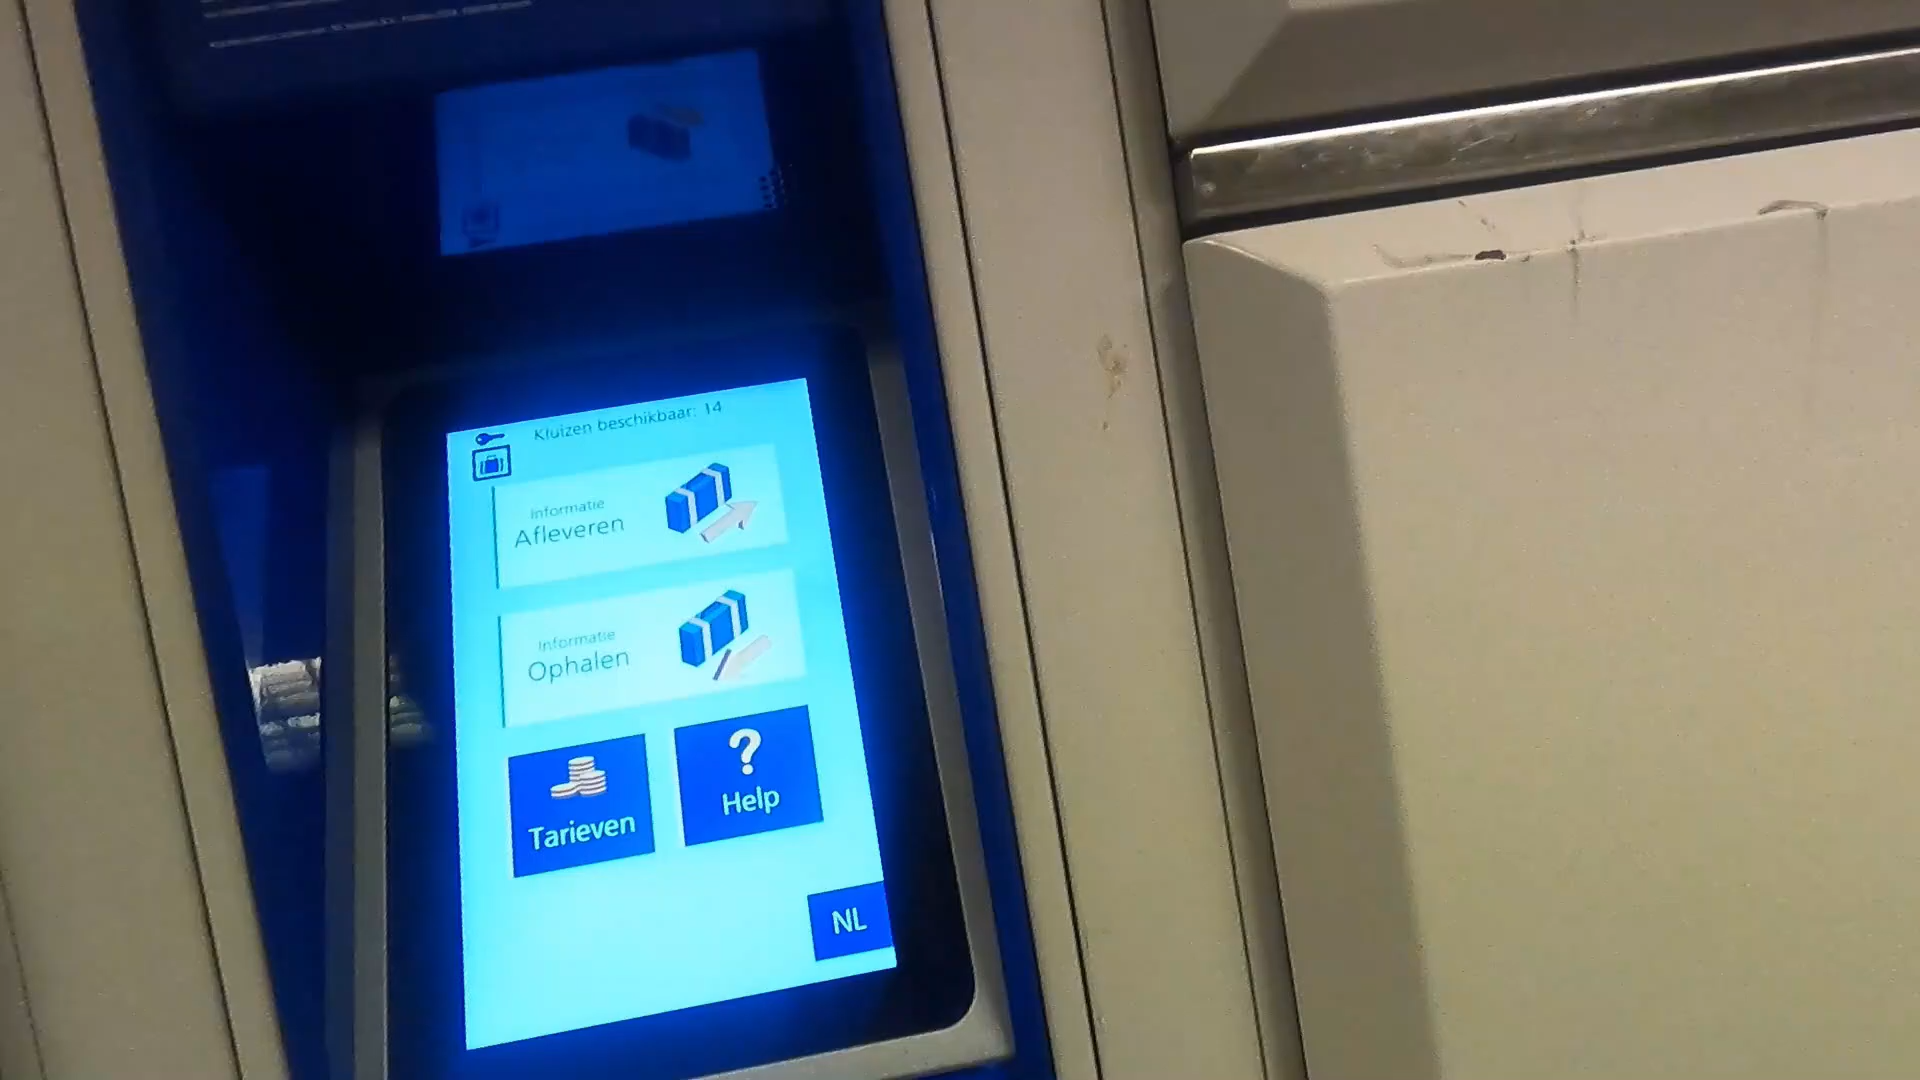 Kluizen beschikbaar: 14
Informatie
Afleveren
Informatie
Ophalen
Tarieven
?
Help
NL